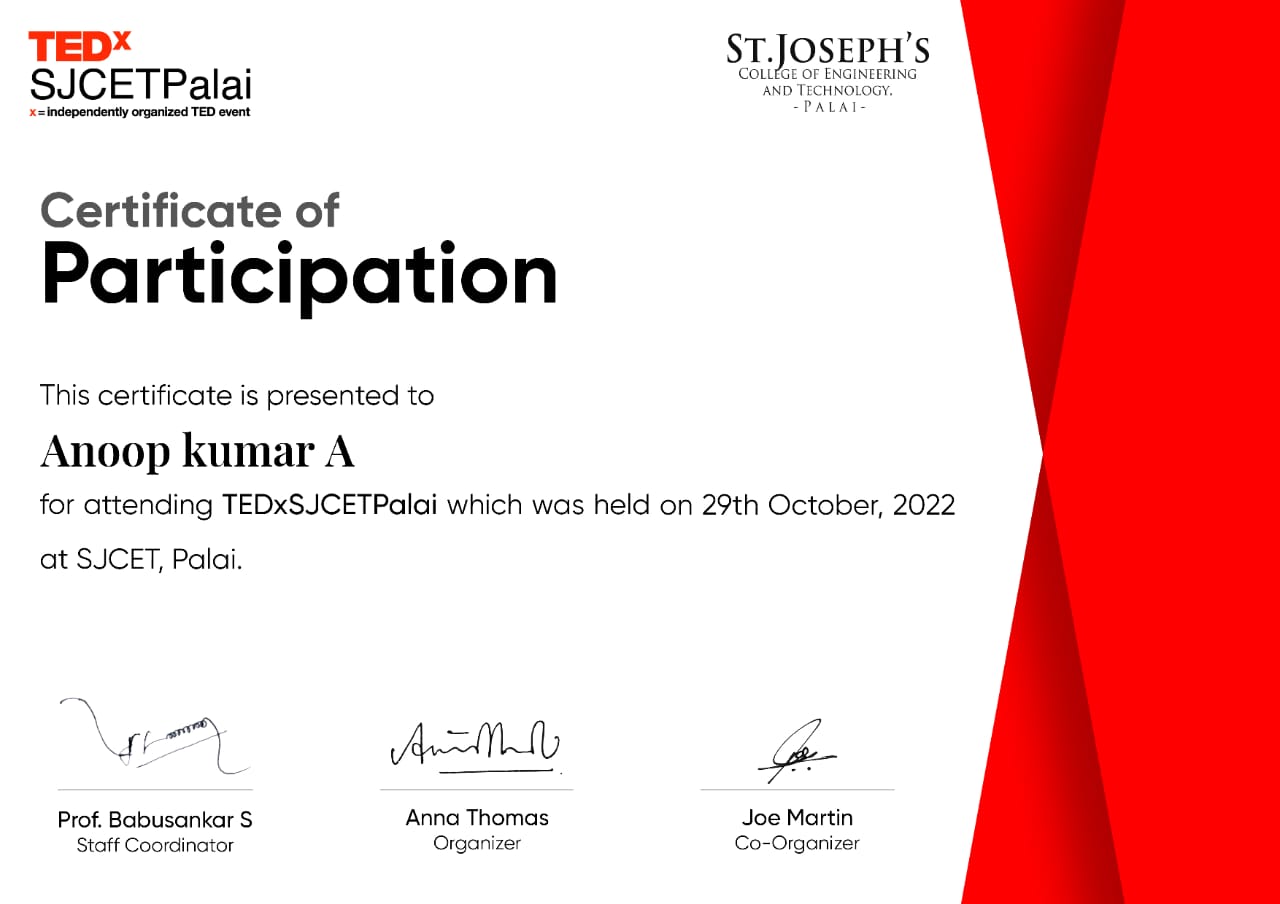 TEDx
SJCETPalai
x = independently organized TED event
ST.JOSEPH'S
COLLEGE OF ENGINEERING
AND TECHNOLOGY,
- PALAI -
Certificate of
Participation
This certificate is presented to
Anoop kumar A
for attending TEDxSJCETPalai which was held on 29th October, 2022
at SJCET, Palai.
Prof. Babusankar S
Staff Coordinator
Anna Thomas
Organizer
Joe Martin
Co-Organizer